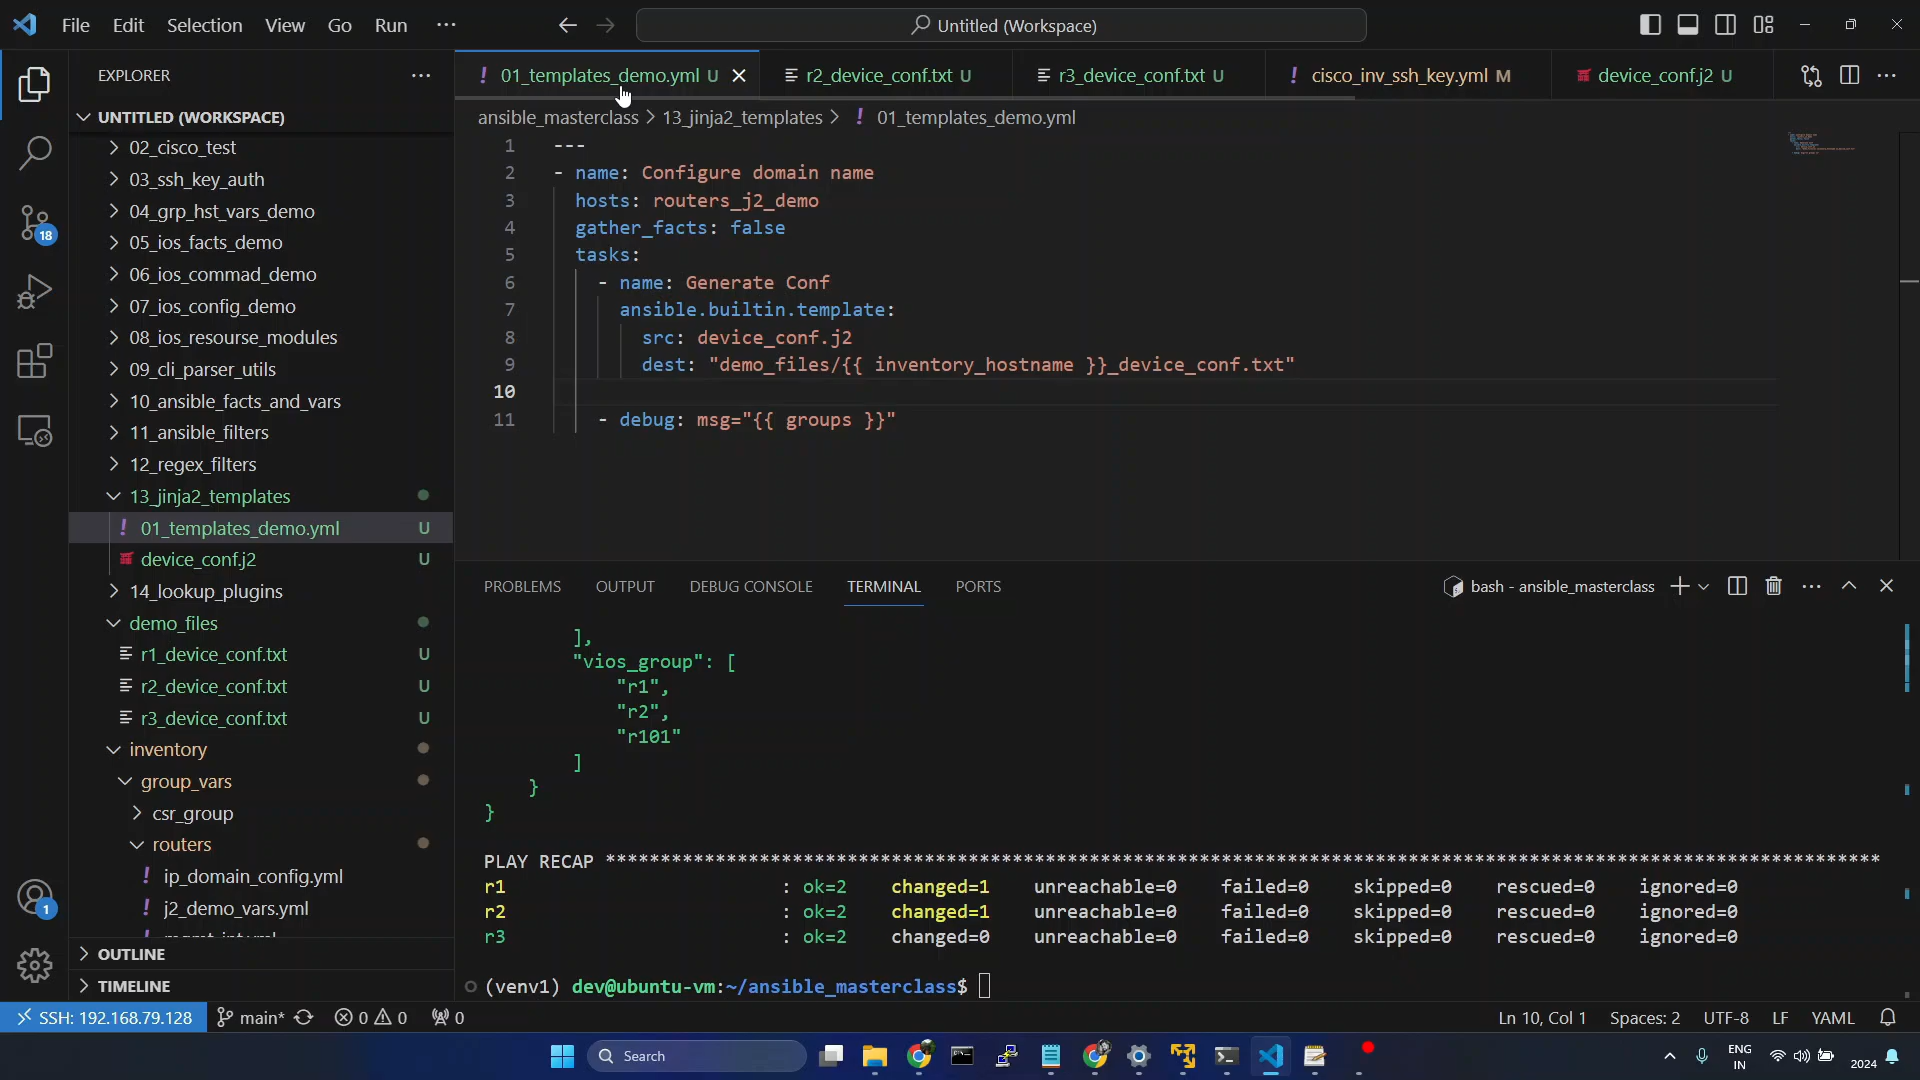 File Edit Selection View Go Run ···
Untitled (Workspace)
EXPLORER
UNTITLED (WORKSPACE)
02_cisco_test
03_ssh_key_auth
04_grp_hst_vars_demo
05_ios_facts_demo
06_ios_commad_demo
07_ios_config_demo
08_ios_resourse_modules
09_cli_parser_utils
10_ansible_facts_and_vars
11_ansible_filters
12_regex_filters
13_jinja2_templates
! 01_templates_demo.yml U
device_conf.j2 U
14_lookup_plugins
demo_files
r1_device_conf.txt U
r2_device_conf.txt U
r3_device_conf.txt U
inventory
group_vars
csr_group
routers
! ip_domain_config.yml
! j2_demo_vars.yml
OUTLINE
TIMELINE
18
1
! 01_templates_demo.yml U
r2_device_conf.txt U
r3_device_conf.txt U
! cisco_inv_ssh_key.yml M
device_conf.j2 U
ansible_masterclass > 13_jinja2_templates > ! 01_templates_demo.yml
1 ---
2 - name: Configure domain name
3 hosts: routers_j2_demo
4 gather_facts: false
5 tasks:
6 - name: Generate Conf
7 ansible.builtin.template:
8 src: device_conf.j2
9 dest: "demo_files/{{ inventory_hostname }}_device_conf.txt"
10
11 - debug: msg="{{ groups }}"
PROBLEMS OUTPUT DEBUG CONSOLE TERMINAL PORTS
bash - ansible_masterclass
],
"vios_group": [
"r1",
"r2",
"r101"
]
}
}
PLAY RECAP *******************************************************************************************************************
r1 : ok=2 changed=1 unreachable=0 failed=0 skipped=0 rescued=0 ignored=0
r2 : ok=2 changed=1 unreachable=0 failed=0 skipped=0 rescued=0 ignored=0
r3 : ok=2 changed=0 unreachable=0 failed=0 skipped=0 rescued=0 ignored=0
(venv1) dev@ubuntu-vm:~/ansible_masterclass$
SSH: 192.168.79.128 main* 0 0 0
Ln 10, Col 1 Spaces: 2 UTF-8 LF YAML
Search
ENG
IN
2024